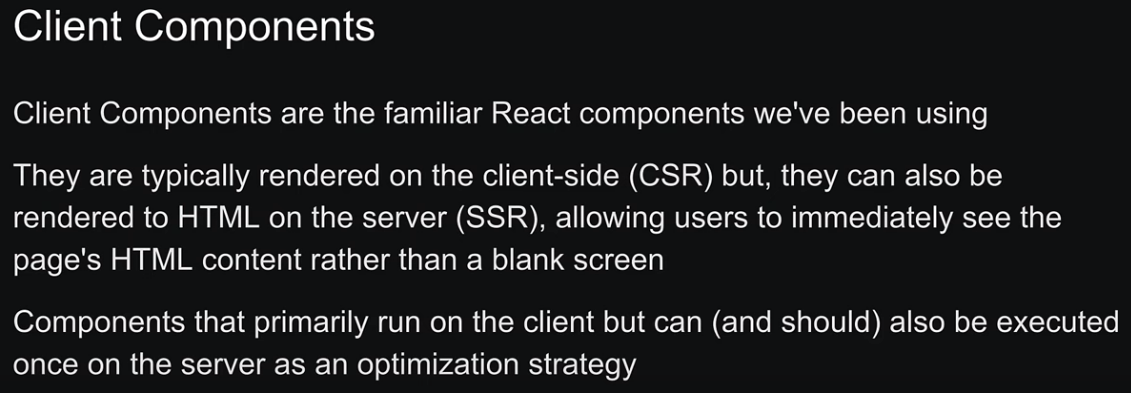 Client Components
Client Components are the familiar React components we've been using
They are typically rendered on the client-side (CSR) but, they can also be
rendered to HTML on the server (SSR), allowing users to immediately see the
page's HTML content rather than a blank screen
Components that primarily run on the client but can (and should) also be executed
once on the server as an optimization strategy